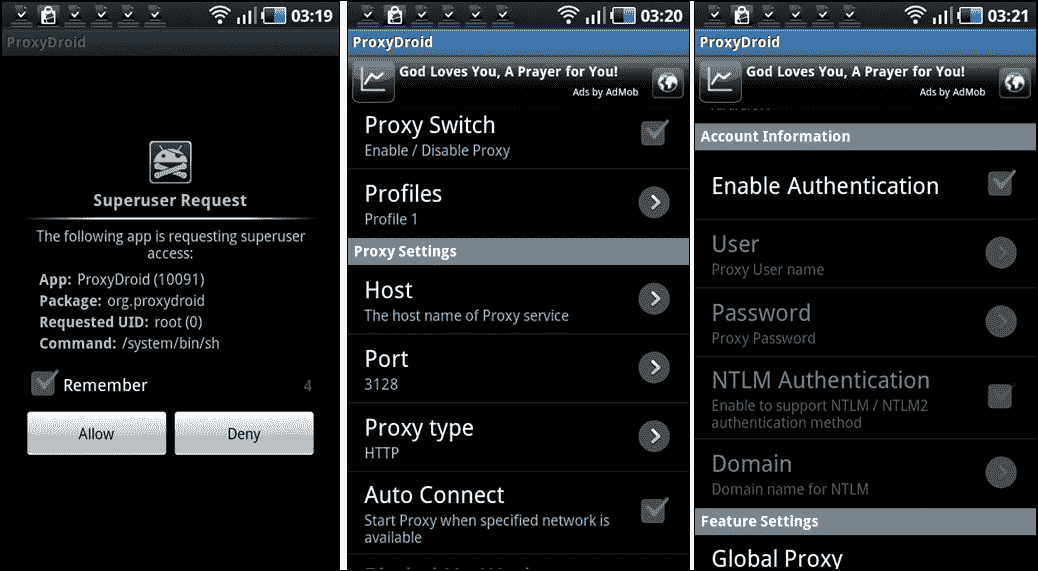 03:19
ProxyDroid
Superuser Request
The following app is requesting superuser
access:
App: ProxyDroid (10091)
Package: org.proxydroid
Requested UID: root (0)
Command: /system/bin/sh
Remember 4
Allow Deny
03:20
ProxyDroid
God Loves You, A Prayer for You!
Ads by AdMob
Proxy Switch
Enable / Disable Proxy
Profiles
Profile 1
Proxy Settings
Host
The host name of Proxy service
Port
3128
Proxy type
HTTP
Auto Connect
Start Proxy when specified network is
available
03:21
ProxyDroid
God Loves You, A Prayer for You!
Ads by AdMob
Account Information
Enable Authentication
User
Proxy User name
Password
Proxy Password
NTLM Authentication
Enable to support NTLM / NTLM2
authentication method
Domain
Domain name for NTLM
Feature Settings
Global Proxy